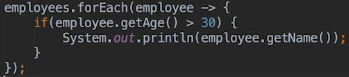 employees.forEach(employee -> {
    if(employee.getAge() > 30) {
        System.out.println(employee.getName());
    }
});